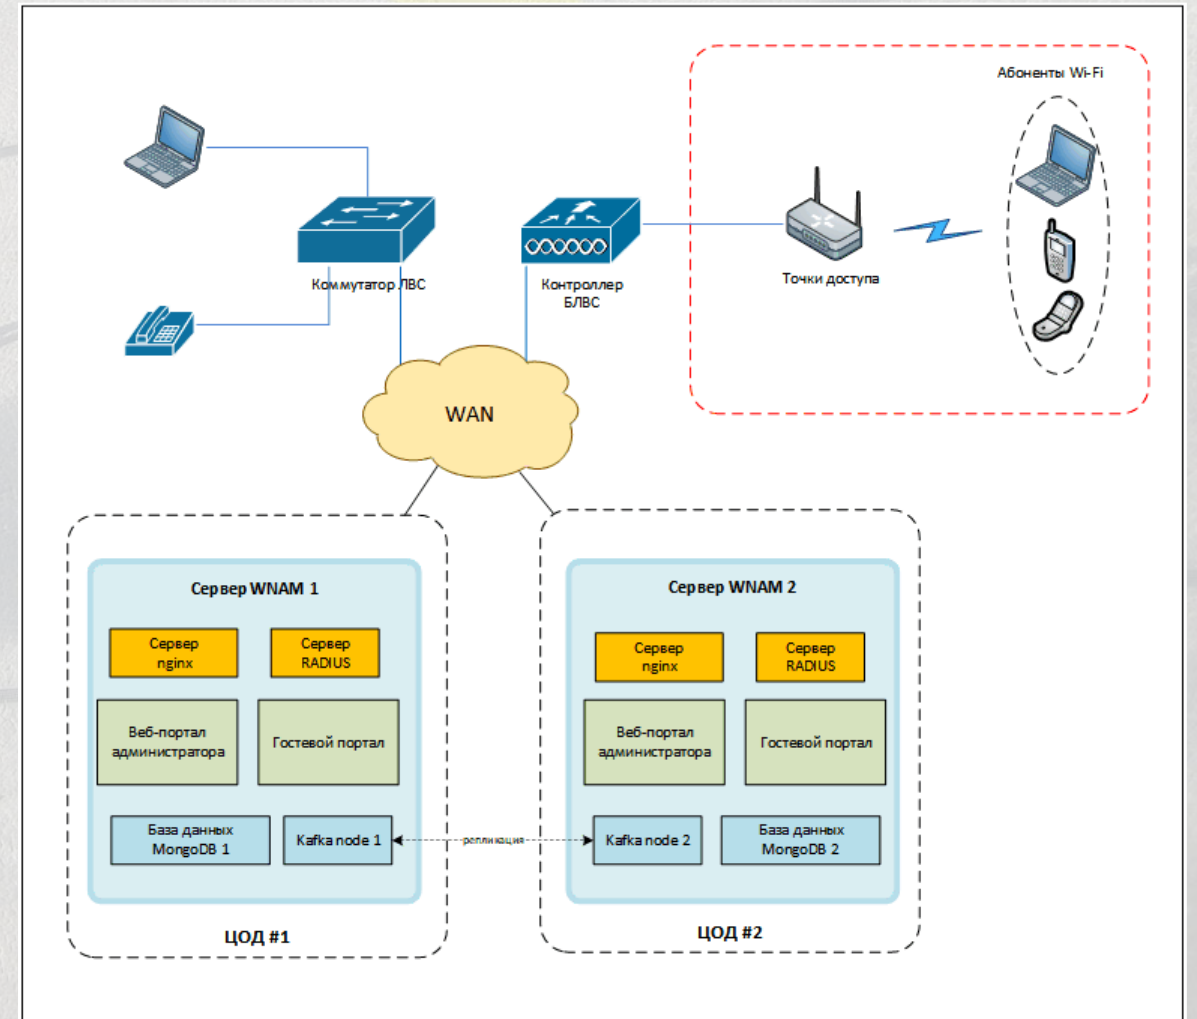 Абоненты Wi-Fi
Коммутатор ЛВС
Контроллер
БЛВС
Точки доступа
WAN
Сервер WNAM 1
Сервер
nginx
Сервер
RADIUS
Веб-портал
администратора
Гостевой портал
База данных
MongoDB 1
Kafka node 1
ЦОД #1
репликация
Сервер WNAM 2
Сервер
nginx
Сервер
RADIUS
Веб-портал
администратора
Гостевой портал
Kafka node 2
База данных
MongoDB 2
ЦОД #2